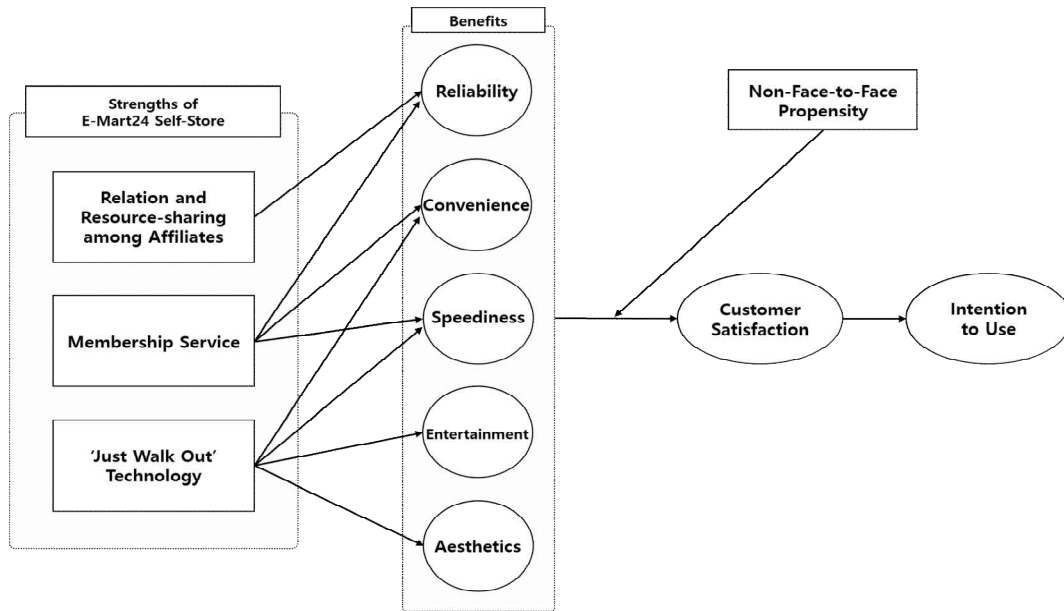 Benefits
Strengths of
E-Mart24 Self-Store
Relation and
Resource-sharing
among Affiliates
Membership Service
‘Just Walk Out’
Technology
Reliability
Convenience
Speediness
Entertainment
Aesthetics
Non-Face-to-Face
Propensity
Customer
Satisfaction
Intention
to Use